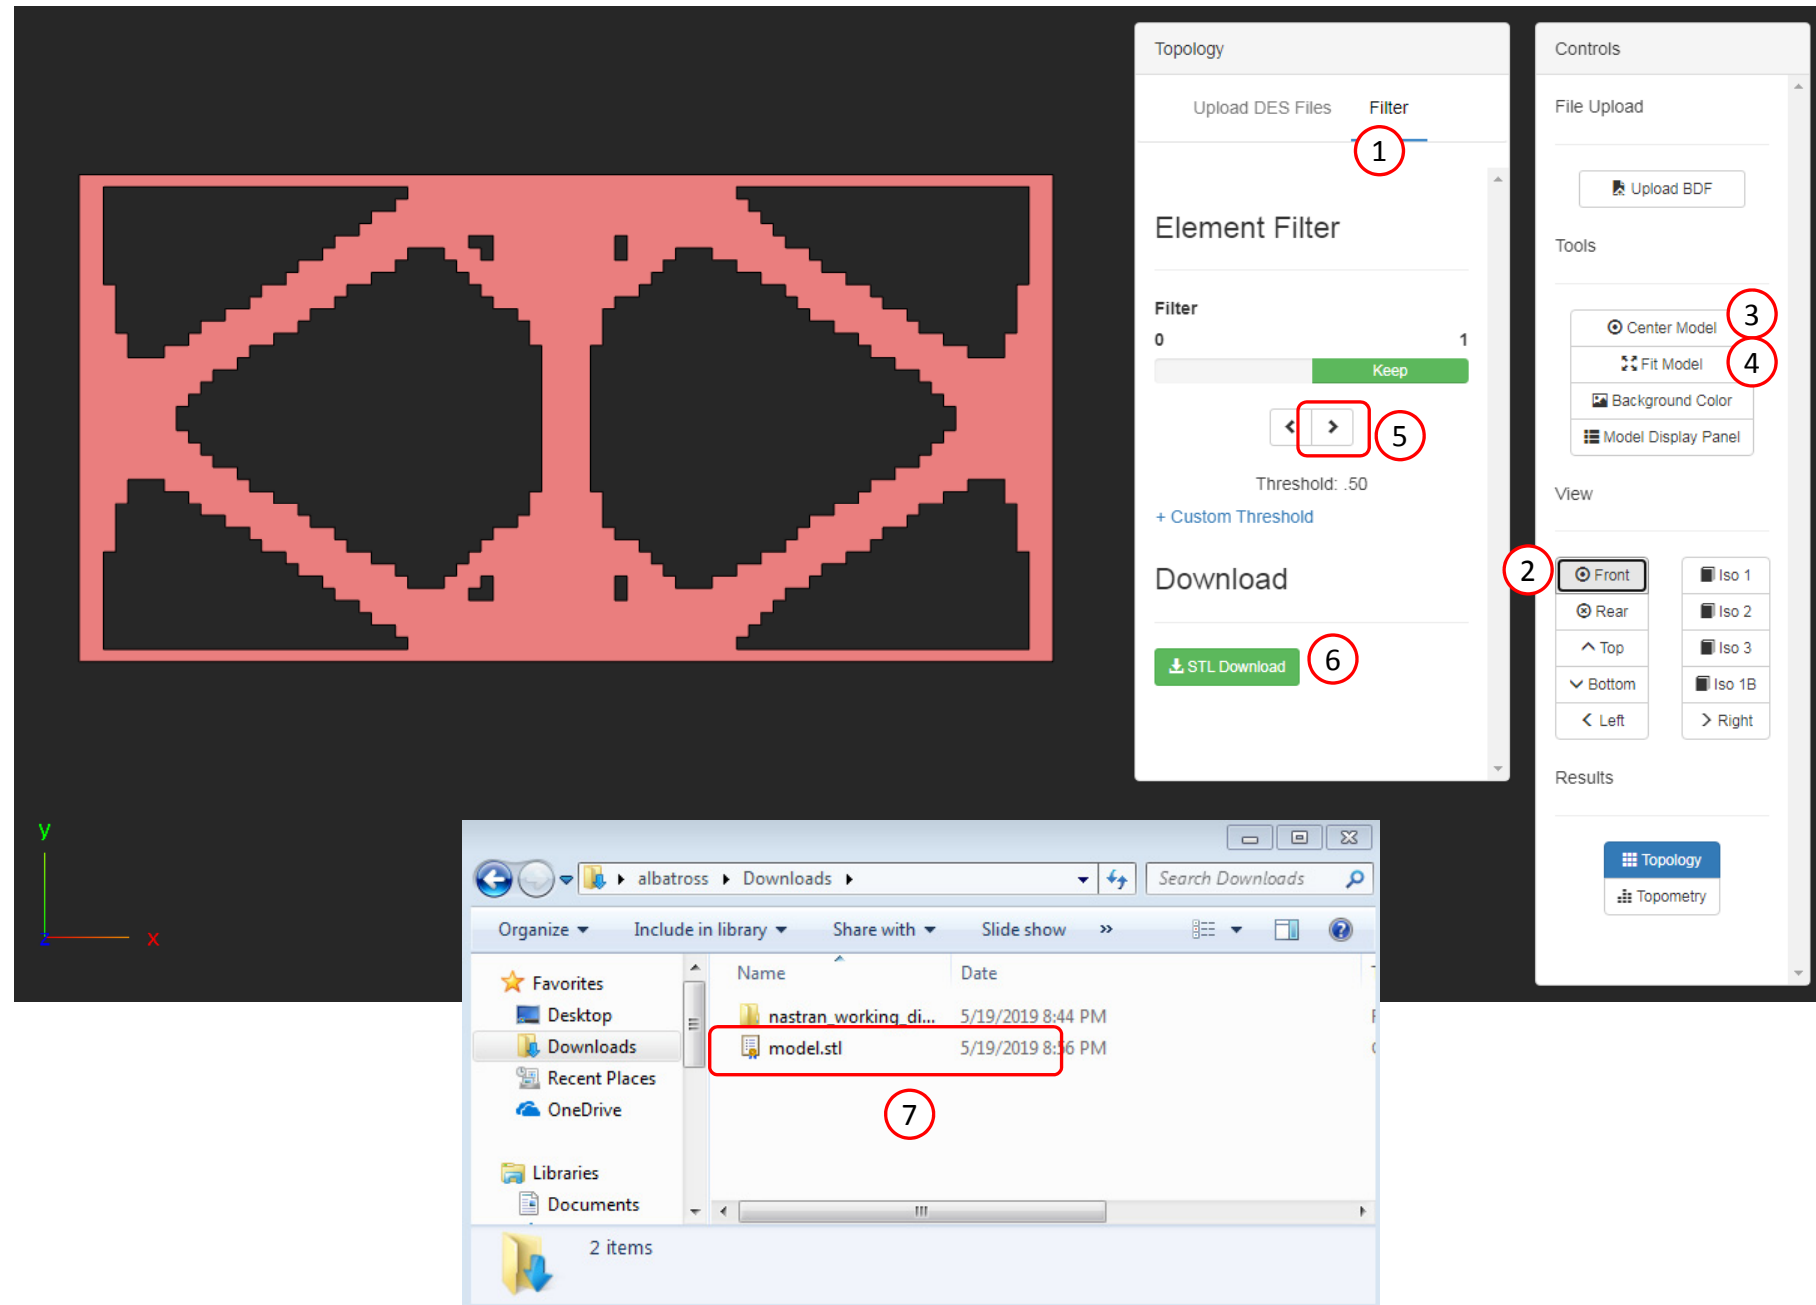 Topology
Upload DES Files Filter
1
Element Filter
Filter
0 1
Keep
5
Threshold: .50
+ Custom Threshold
Download
STL Download
6
Controls
File Upload
Upload BDF
Tools
Center Model
3
Fit Model
4
Background Color
Model Display Panel
View
2
Front Iso 1
Rear Iso 2
Top Iso 3
Bottom Iso 1B
Left Right
Results
Topology
Topometry
y
z x
albatross Downloads
Search Downloads
Organize Include in library Share with Slide show »
Favorites
Desktop
Downloads
Recent Places
OneDrive
Libraries
Documents
Name Date
nastran_working_di... 5/19/2019 8:44 PM
model.stl 5/19/2019 8:56 PM
7
2 items